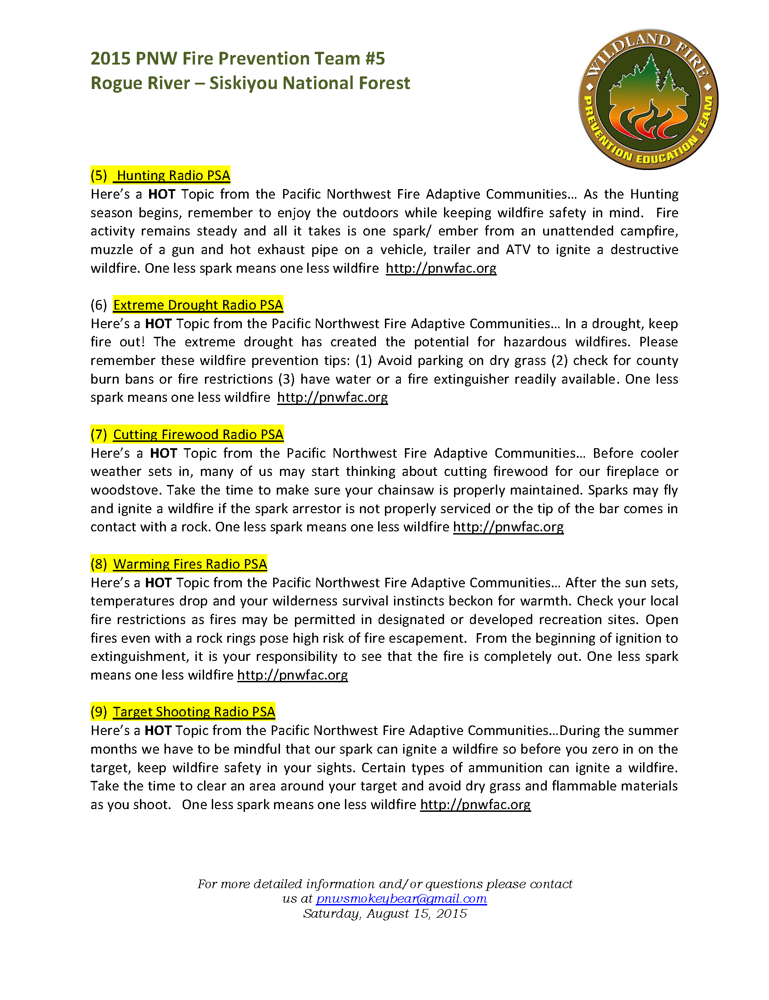 2015 PNW Fire Prevention Team #5
Rogue River – Siskiyou National Forest
WILDLAND FIRE
PREVENTION EDUCATION TEAM
(5) Hunting Radio PSA
Here’s a HOT Topic from the Pacific Northwest Fire Adaptive Communities… As the Hunting
season begins, remember to enjoy the outdoors while keeping wildfire safety in mind. Fire
activity remains steady and all it takes is one spark/ ember from an unattended campfire,
muzzle of a gun and hot exhaust pipe on a vehicle, trailer and ATV to ignite a destructive
wildfire. One less spark means one less wildfire http://pnwfac.org
(6) Extreme Drought Radio PSA
Here’s a HOT Topic from the Pacific Northwest Fire Adaptive Communities… In a drought, keep
fire out! The extreme drought has created the potential for hazardous wildfires. Please
remember these wildfire prevention tips: (1) Avoid parking on dry grass (2) check for county
burn bans or fire restrictions (3) have water or a fire extinguisher readily available. One less
spark means one less wildfire http://pnwfac.org
(7) Cutting Firewood Radio PSA
Here’s a HOT Topic from the Pacific Northwest Fire Adaptive Communities… Before cooler
weather sets in, many of us may start thinking about cutting firewood for our fireplace or
woodstove. Take the time to make sure your chainsaw is properly maintained. Sparks may fly
and ignite a wildfire if the spark arrestor is not properly serviced or the tip of the bar comes in
contact with a rock. One less spark means one less wildfire http://pnwfac.org
(8) Warming Fires Radio PSA
Here’s a HOT Topic from the Pacific Northwest Fire Adaptive Communities… After the sun sets,
temperatures drop and your wilderness survival instincts beckon for warmth. Check your local
fire restrictions as fires may be permitted in designated or developed recreation sites. Open
fires even with a rock rings pose high risk of fire escapement. From the beginning of ignition to
extinguishment, it is your responsibility to see that the fire is completely out. One less spark
means one less wildfire http://pnwfac.org
(9) Target Shooting Radio PSA
Here’s a HOT Topic from the Pacific Northwest Fire Adaptive Communities…During the summer
months we have to be mindful that our spark can ignite a wildfire so before you zero in on the
target, keep wildfire safety in your sights. Certain types of ammunition can ignite a wildfire.
Take the time to clear an area around your target and avoid dry grass and flammable materials
as you shoot. One less spark means one less wildfire http://pnwfac.org
For more detailed information and/or questions please contact
us at pnwsmokeybear@gmail.com
Saturday, August 15, 2015